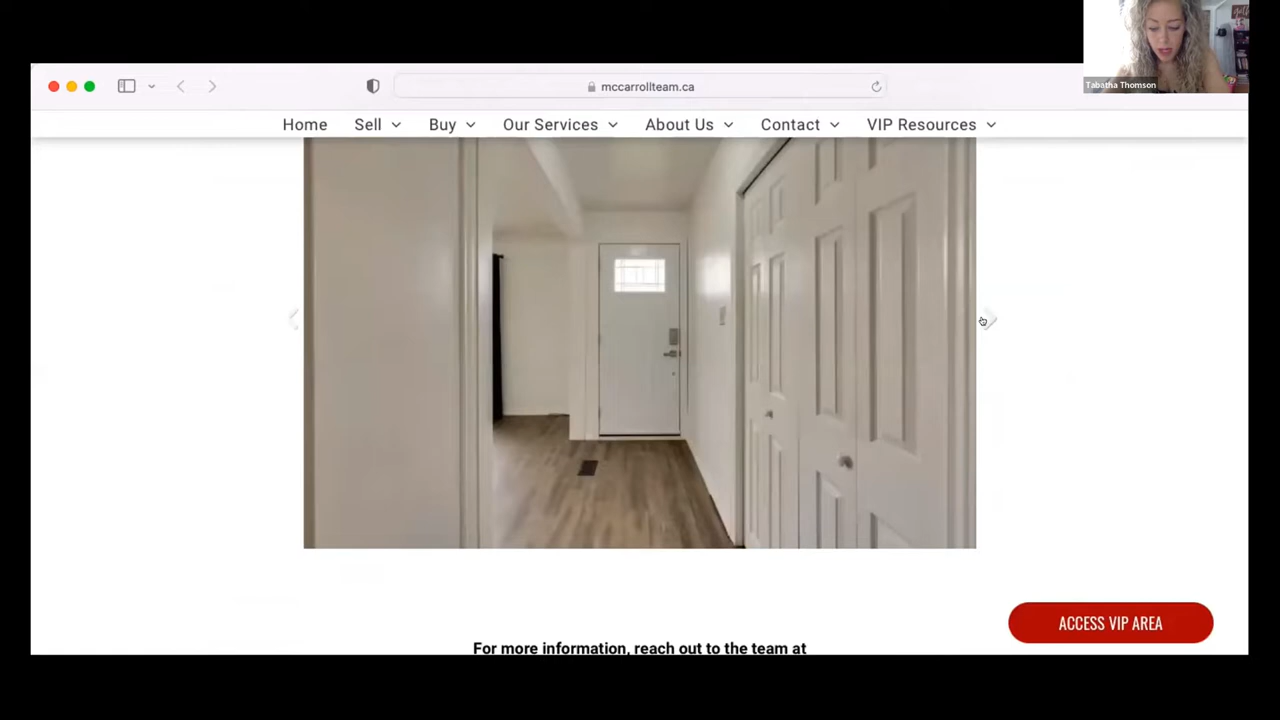 Tabatha Thomson
mccarrollteam.ca
Home Sell Buy Our Services About Us Contact VIP Resources
ACCESS VIP AREA
For more information, reach out to the team at